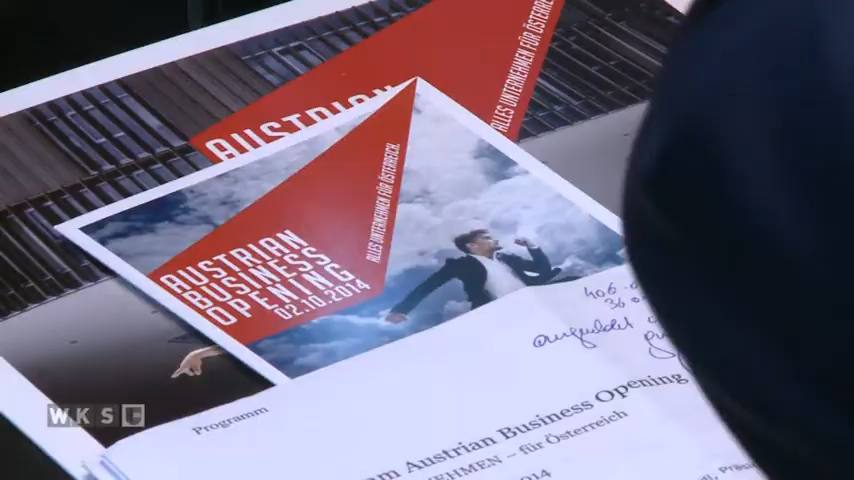 ALLES UNTERNEHMEN FÜR ÖSTERREICH.
AUSTRIAN
ALLES UNTERNEHMEN FÜR ÖSTERREICH.
AUSTRIAN
BUSINESS
OPENING
02.10.2014
406
36
Programm
Austrian Business Opening
– für Österreich
WKS